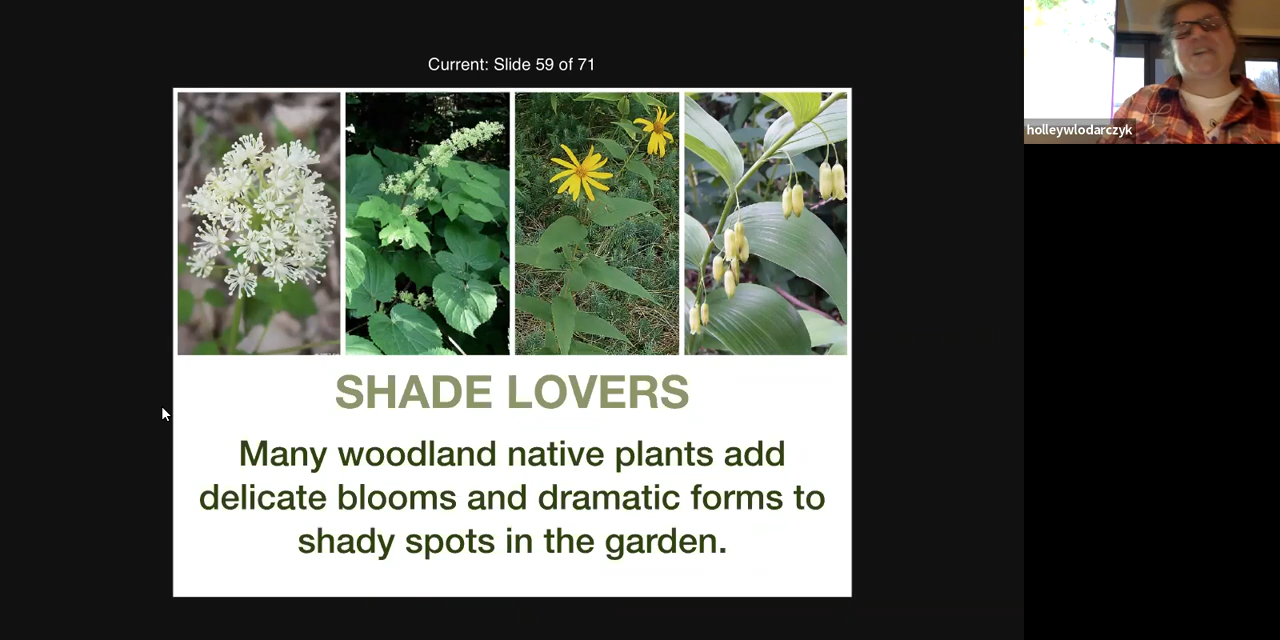 Current: Slide 59 of 71
holleywlodarczyk
SHADE LOVERS
Many woodland native plants add
delicate blooms and dramatic forms to
shady spots in the garden.